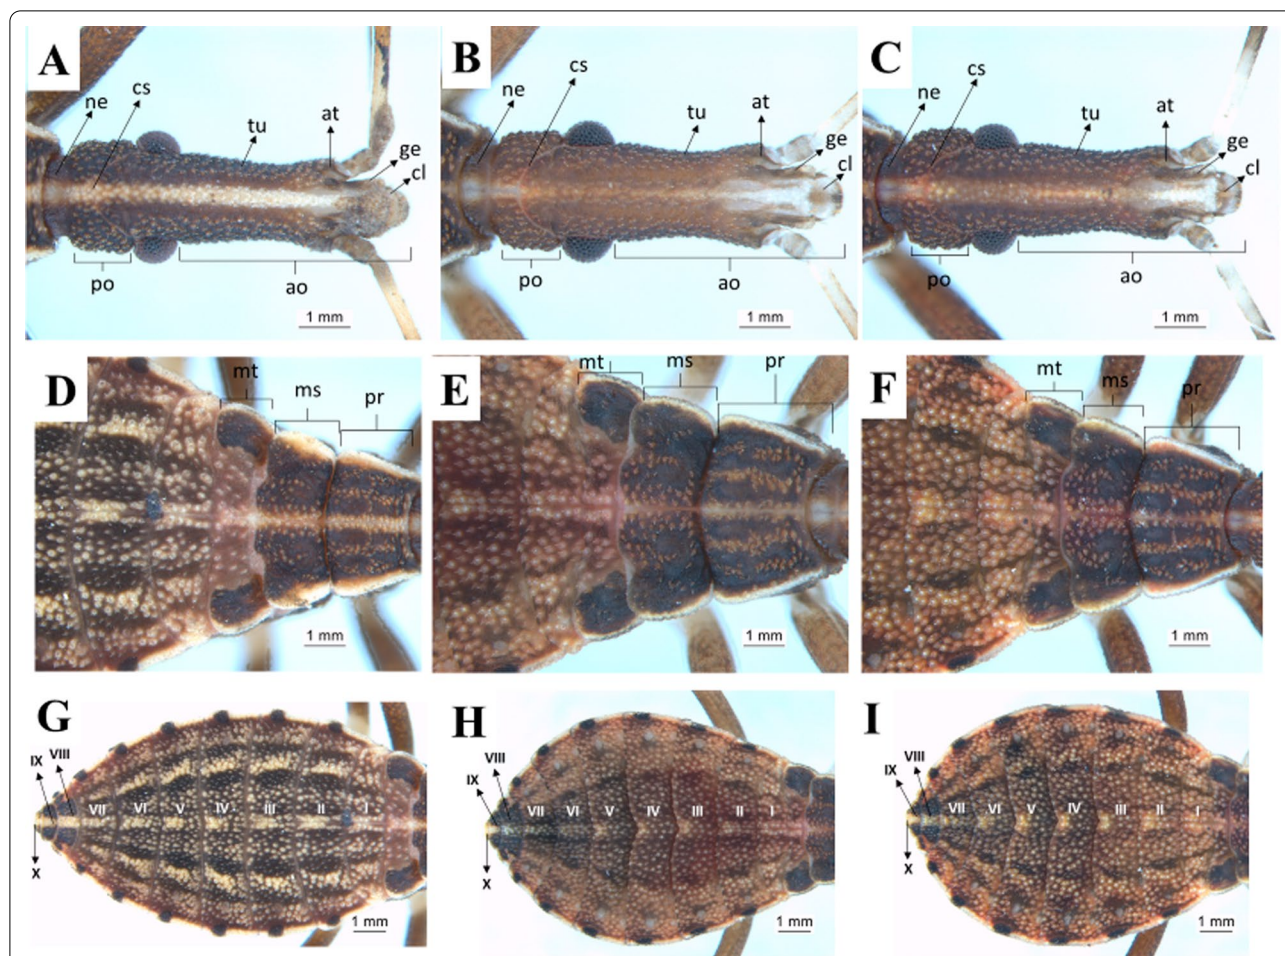 A
ne
cs
tu
at
ge
cl
po
ao
1 mm
B
ne
cs
tu
at
ge
cl
po
ao
1 mm
C
ne
cs
tu
at
ge
cl
po
ao
1 mm
D
mt
ms
pr
1 mm
E
mt
ms
pr
1 mm
F
mt
ms
pr
1 mm
G
IX
VIII
VII
VI
V
IV
III
II
I
X
1 mm
H
IX
VIII
VII
VI
V
IV
III
II
I
X
1 mm
I
IX
VIII
VII
VI
V
IV
III
II
I
X
1 mm